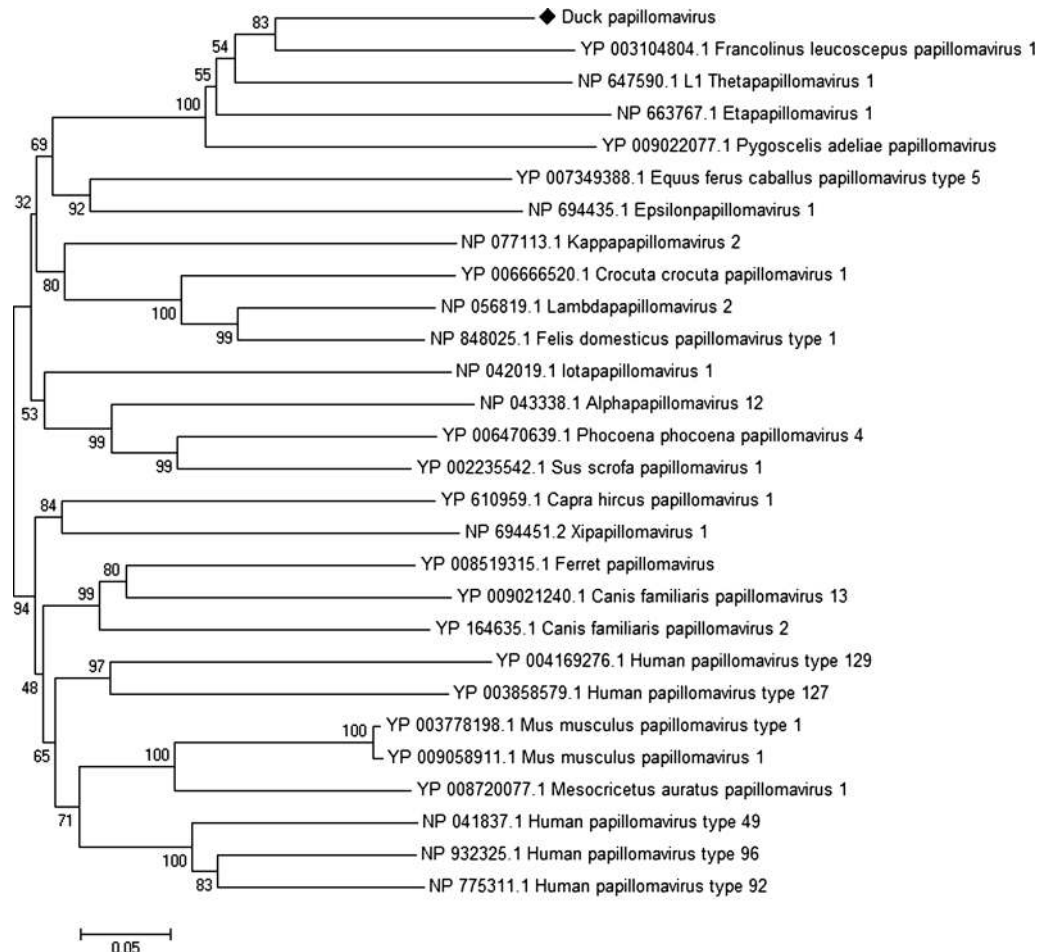 83
Duck papillomavirus
54
YP 003104804.1 Francolinus leucoscepus papillomavirus 1
55
NP 647590.1 L1 Thetapapillomavirus 1
100
NP 663767.1 Etapapillomavirus 1
69
YP 009022077.1 Pygoscelis adeliae papillomavirus
YP 007349388.1 Equus ferus caballus papillomavirus type 5
32
92
NP 694435.1 Epsilonpapillomavirus 1
NP 077113.1 Kappapapillomavirus 2
80
YP 006666520.1 Crocuta crocuta papillomavirus 1
100
NP 056819.1 Lambdapapillomavirus 2
99
NP 848025.1 Felis domesticus papillomavirus type 1
NP 042019.1 Iotapapillomavirus 1
53
NP 043338.1 Alphapapillomavirus 12
99
YP 006470639.1 Phocoena phocoena papillomavirus 4
99
YP 002235542.1 Sus scrofa papillomavirus 1
84
YP 610959.1 Capra hircus papillomavirus 1
NP 694451.2 Xipapillomavirus 1
80
YP 008519315.1 Ferret papillomavirus
99
94
YP 009021240.1 Canis familiaris papillomavirus 13
YP 164635.1 Canis familiaris papillomavirus 2
97
YP 004169276.1 Human papillomavirus type 129
48
YP 003858579.1 Human papillomavirus type 127
100
YP 003778198.1 Mus musculus papillomavirus type 1
65
100
YP 009058911.1 Mus musculus papillomavirus 1
YP 008720077.1 Mesocricetus auratus papillomavirus 1
71
NP 041837.1 Human papillomavirus type 49
100
NP 932325.1 Human papillomavirus type 96
83
NP 775311.1 Human papillomavirus type 92
0.05